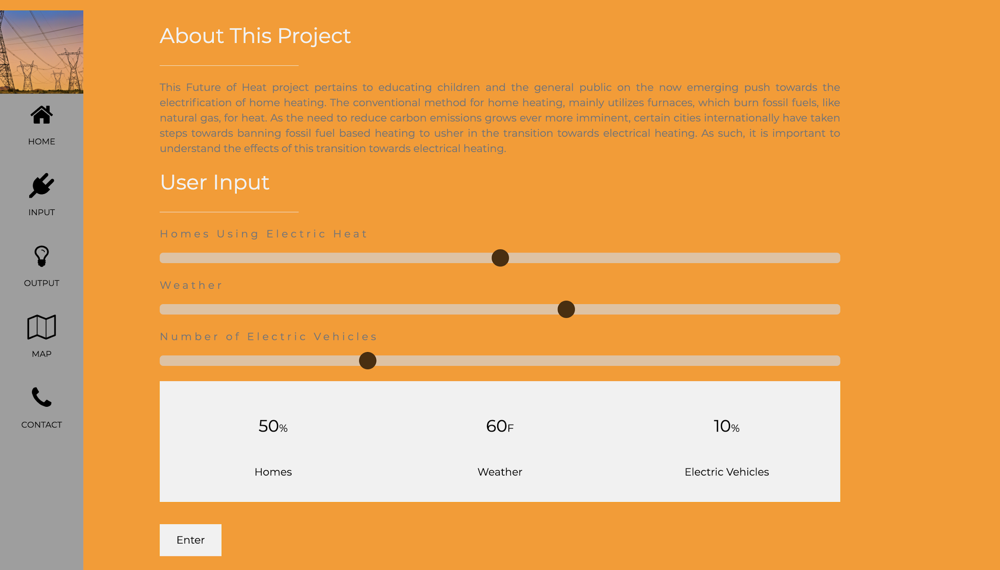 About This Project
This Future of Heat project pertains to educating children and the general public on the now emerging push towards the
electrification of home heating. The conventional method for home heating, mainly utilizes furnaces, which burn fossil fuels, like
natural gas, for heat. As the need to reduce carbon emissions grows ever more imminent, certain cities internationally have taken
steps towards banning fossil fuel based heating to usher in the transition towards electrical heating. As such, it is important to
understand the effects of this transition towards electrical heating.
HOME
INPUT
OUTPUT
MAP
CONTACT
User Input
Homes Using Electric Heat
Weather
Number of Electric Vehicles
50% 60F 10%
Homes Weather Electric Vehicles
Enter